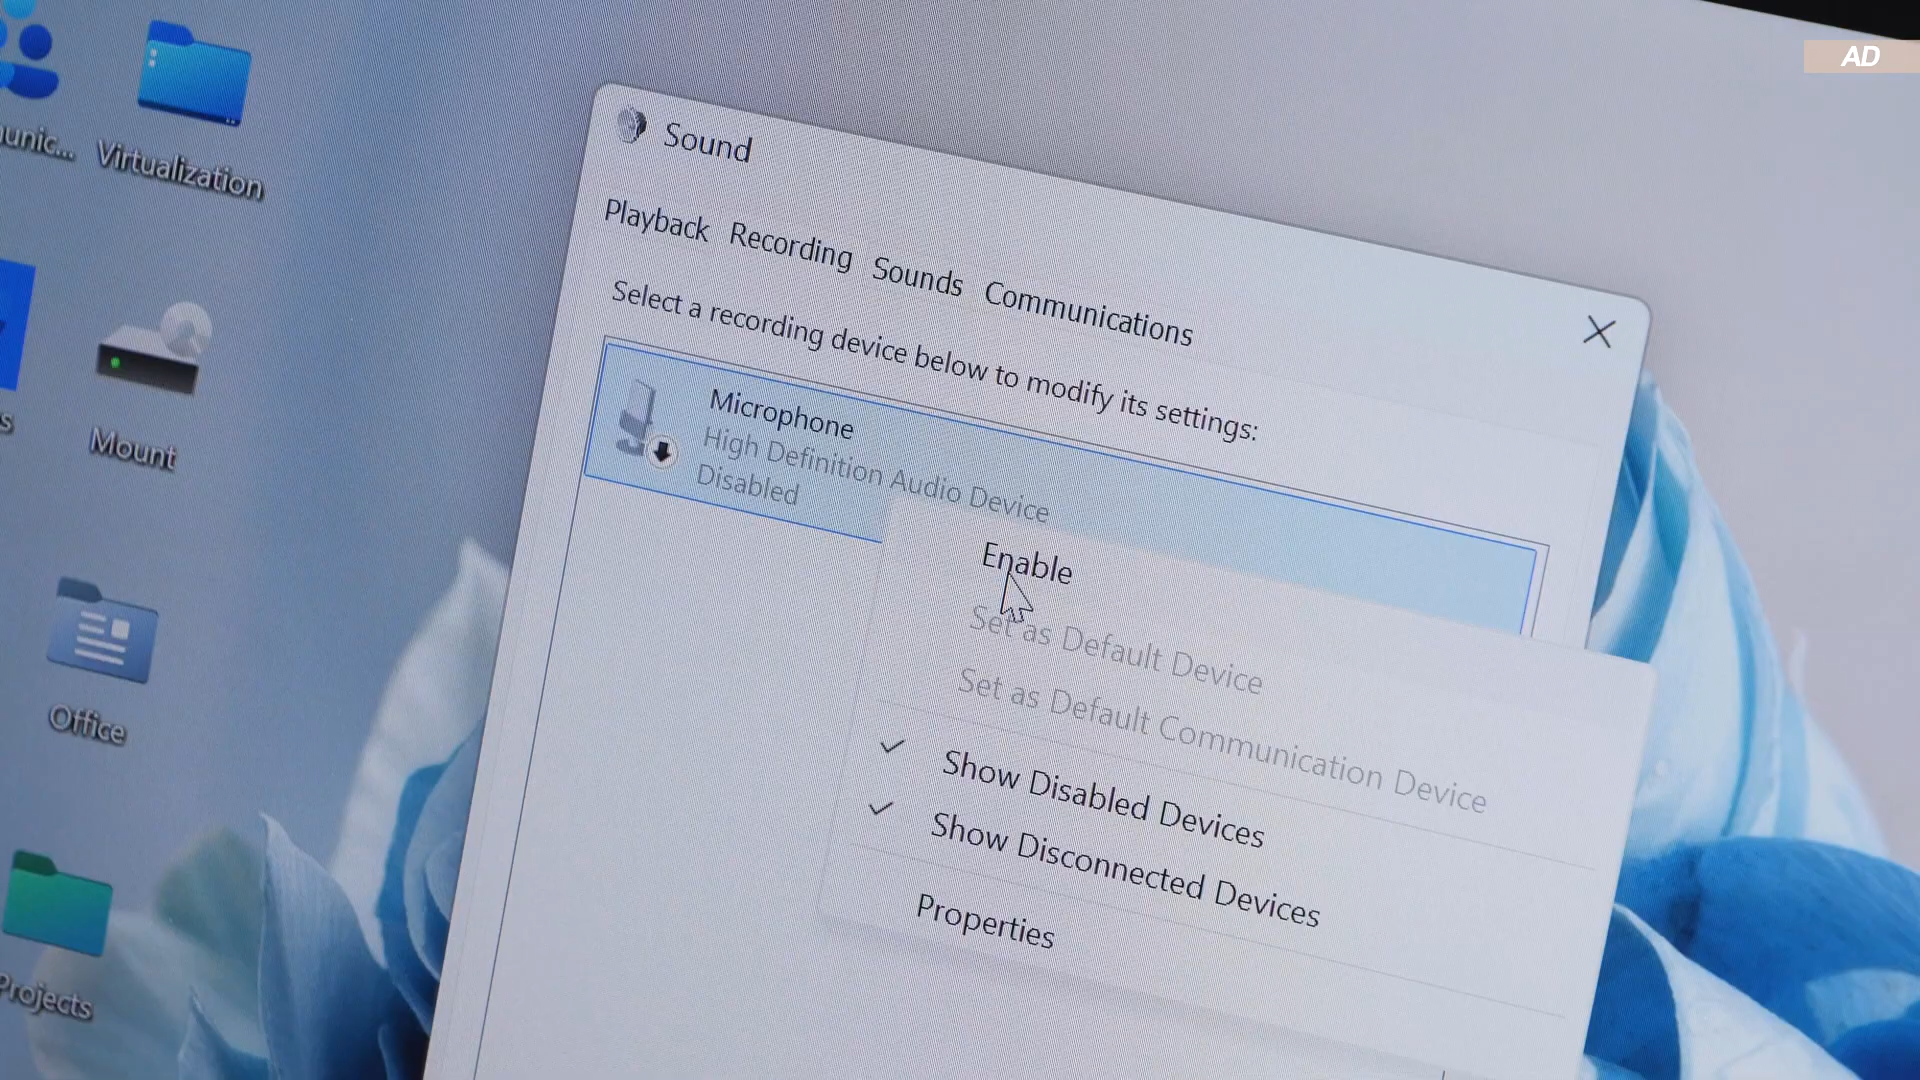 AD
Virtualization
Mount
Office
Projects
Sound
Playback Recording Sounds Communications
Select a recording device below to modify its settings:
Microphone
High Definition Audio Device
Disabled
Enable
Set as Default Device
Set as Default Communication Device
Show Disabled Devices
Show Disconnected Devices
Properties